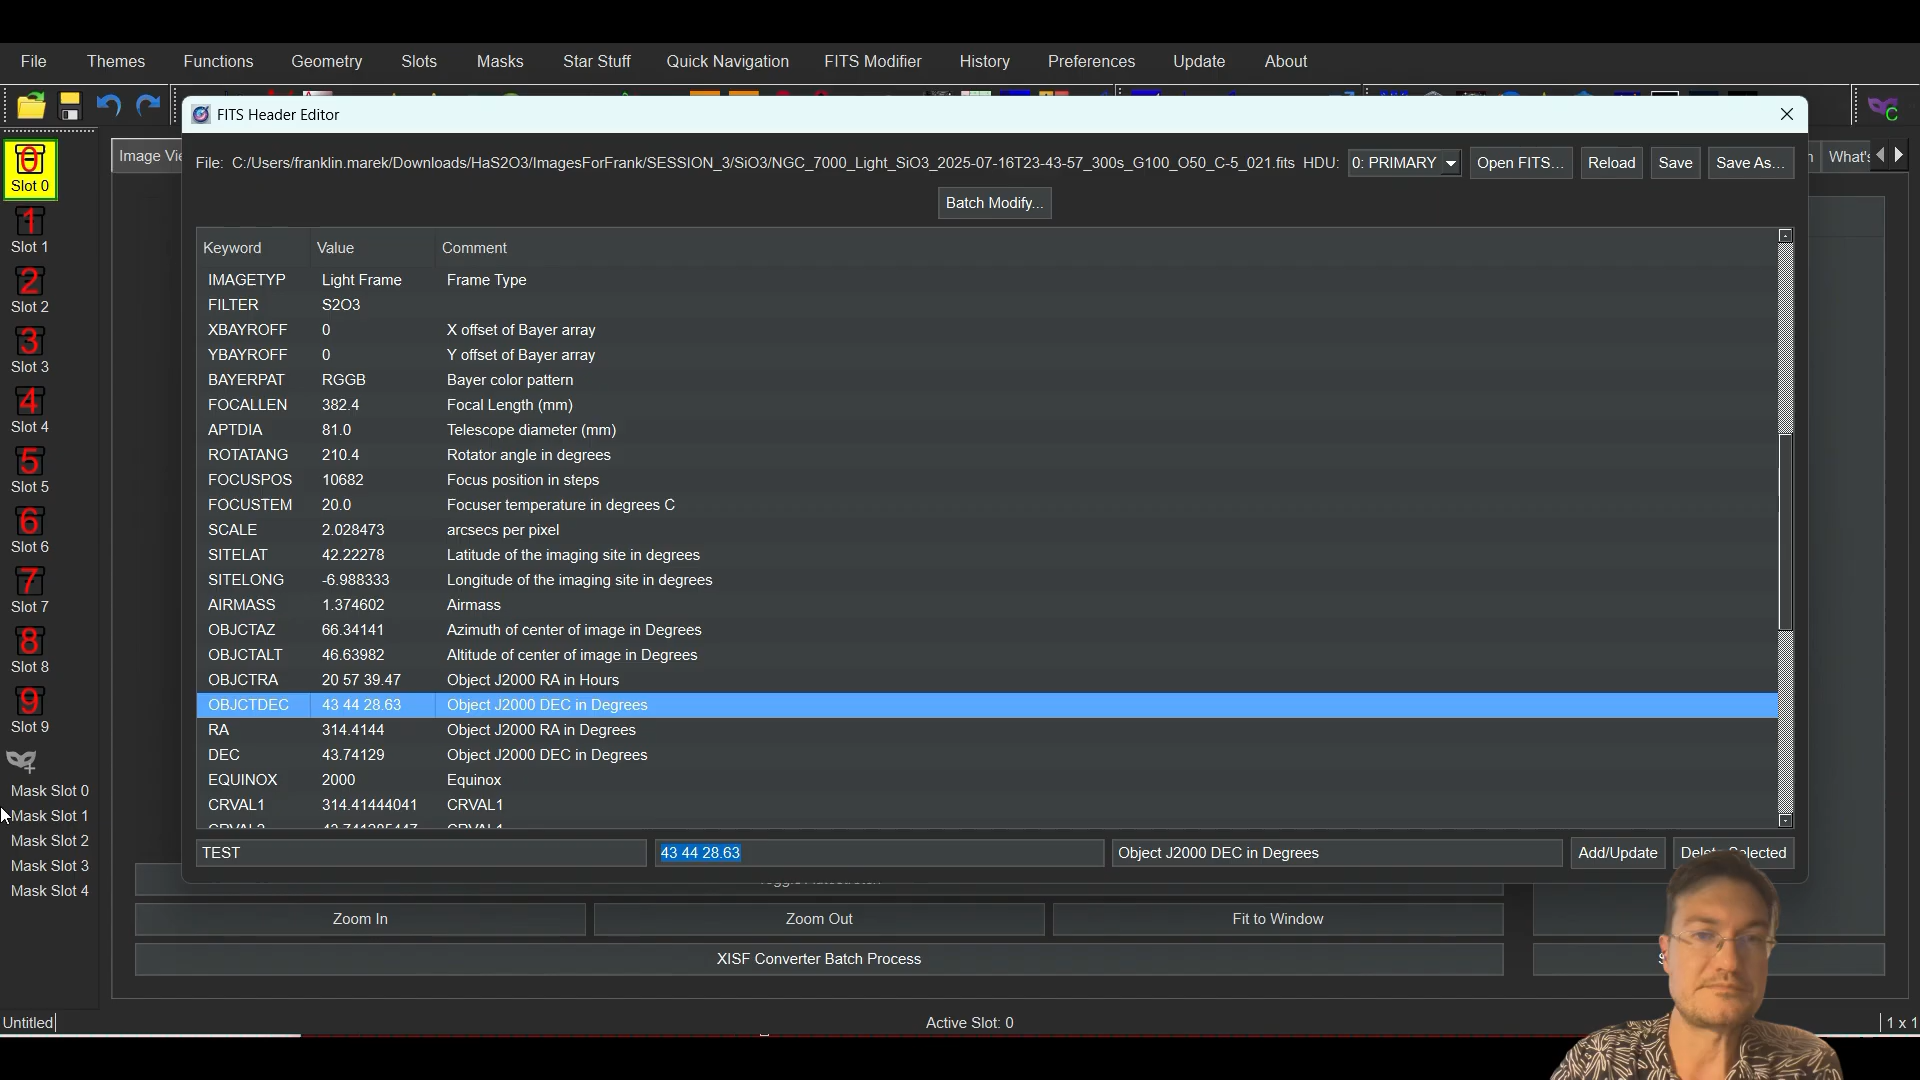 File Themes Functions Geometry Slots Masks Star Stuff Quick Navigation FITS Modifier History Preferences Update About
FITS Header Editor
Image Vie
What's
File: C:/Users/franklin.marek/Downloads/HaS2O3/ImagesForFrank/SESSION_3/SiO3/NGC_7000_Light_SiO3_2025-07-16T23-43-57_300s_G100_O50_C-5_021.fits HDU: 0: PRIMARY Open FITS... Reload Save Save As...
Batch Modify...
Keyword Value Comment
IMAGETYP Light Frame Frame Type
FILTER S2O3
XBAYROFF 0 X offset of Bayer array
YBAYROFF 0 Y offset of Bayer array
BAYERPAT RGGB Bayer color pattern
FOCALLEN 382.4 Focal Length (mm)
APTDIA 81.0 Telescope diameter (mm)
ROTATANG 210.4 Rotator angle in degrees
FOCUSPOS 10682 Focus position in steps
FOCUSTEM 20.0 Focuser temperature in degrees C
SCALE 2.028473 arcsecs per pixel
SITELAT 42.22278 Latitude of the imaging site in degrees
SITELONG -6.988333 Longitude of the imaging site in degrees
AIRMASS 1.374602 Airmass
OBJCTAZ 66.34141 Azimuth of center of image in Degrees
OBJCTALT 46.63982 Altitude of center of image in Degrees
OBJCTRA 20 57 39.47 Object J2000 RA in Hours
OBJCTDEC 43 44 28.63 Object J2000 DEC in Degrees
RA 314.4144 Object J2000 RA in Degrees
DEC 43.74129 Object J2000 DEC in Degrees
EQUINOX 2000 Equinox
CRVAL1 314.41444041 CRVAL1
TEST 43 44 28.63 Object J2000 DEC in Degrees Add/Update Delete Selected
0
Slot 0
1
Slot 1
2
Slot 2
3
Slot 3
4
Slot 4
5
Slot 5
6
Slot 6
7
Slot 7
8
Slot 8
9
Slot 9
Mask Slot 0
Mask Slot 1
Mask Slot 2
Mask Slot 3
Mask Slot 4
Zoom In Zoom Out Fit to Window
XISF Converter Batch Process
Untitled Active Slot: 0 1 x 1